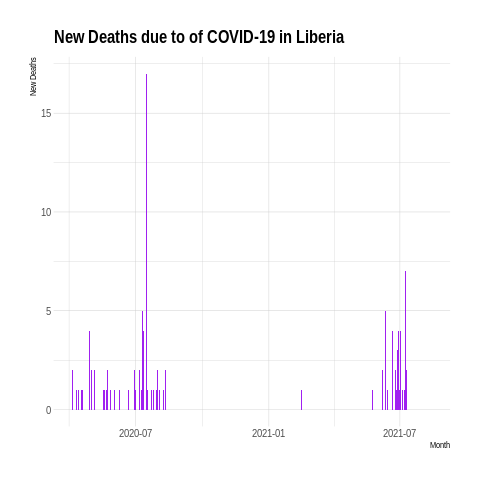 New Deaths due to of COVID-19 in Liberia
New Deaths
15
10
5
0
2020-07
2021-01
2021-07
Month